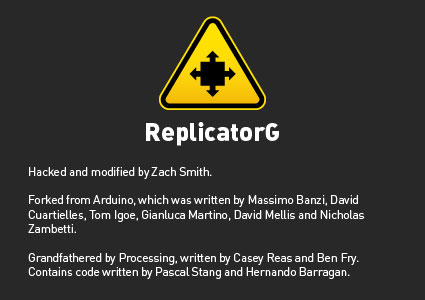 ReplicatorG
Hacked and modified by Zach Smith.
Forked from Arduino, which was written by Massimo Banzi, David
Cuartielles, Tom Igoe, Gianluca Martino, David Mellis and Nicholas
Zambetti.
Grandfathered by Processing, written by Casey Reas and Ben Fry.
Contains code written by Pascal Stang and Hernando Barragan.